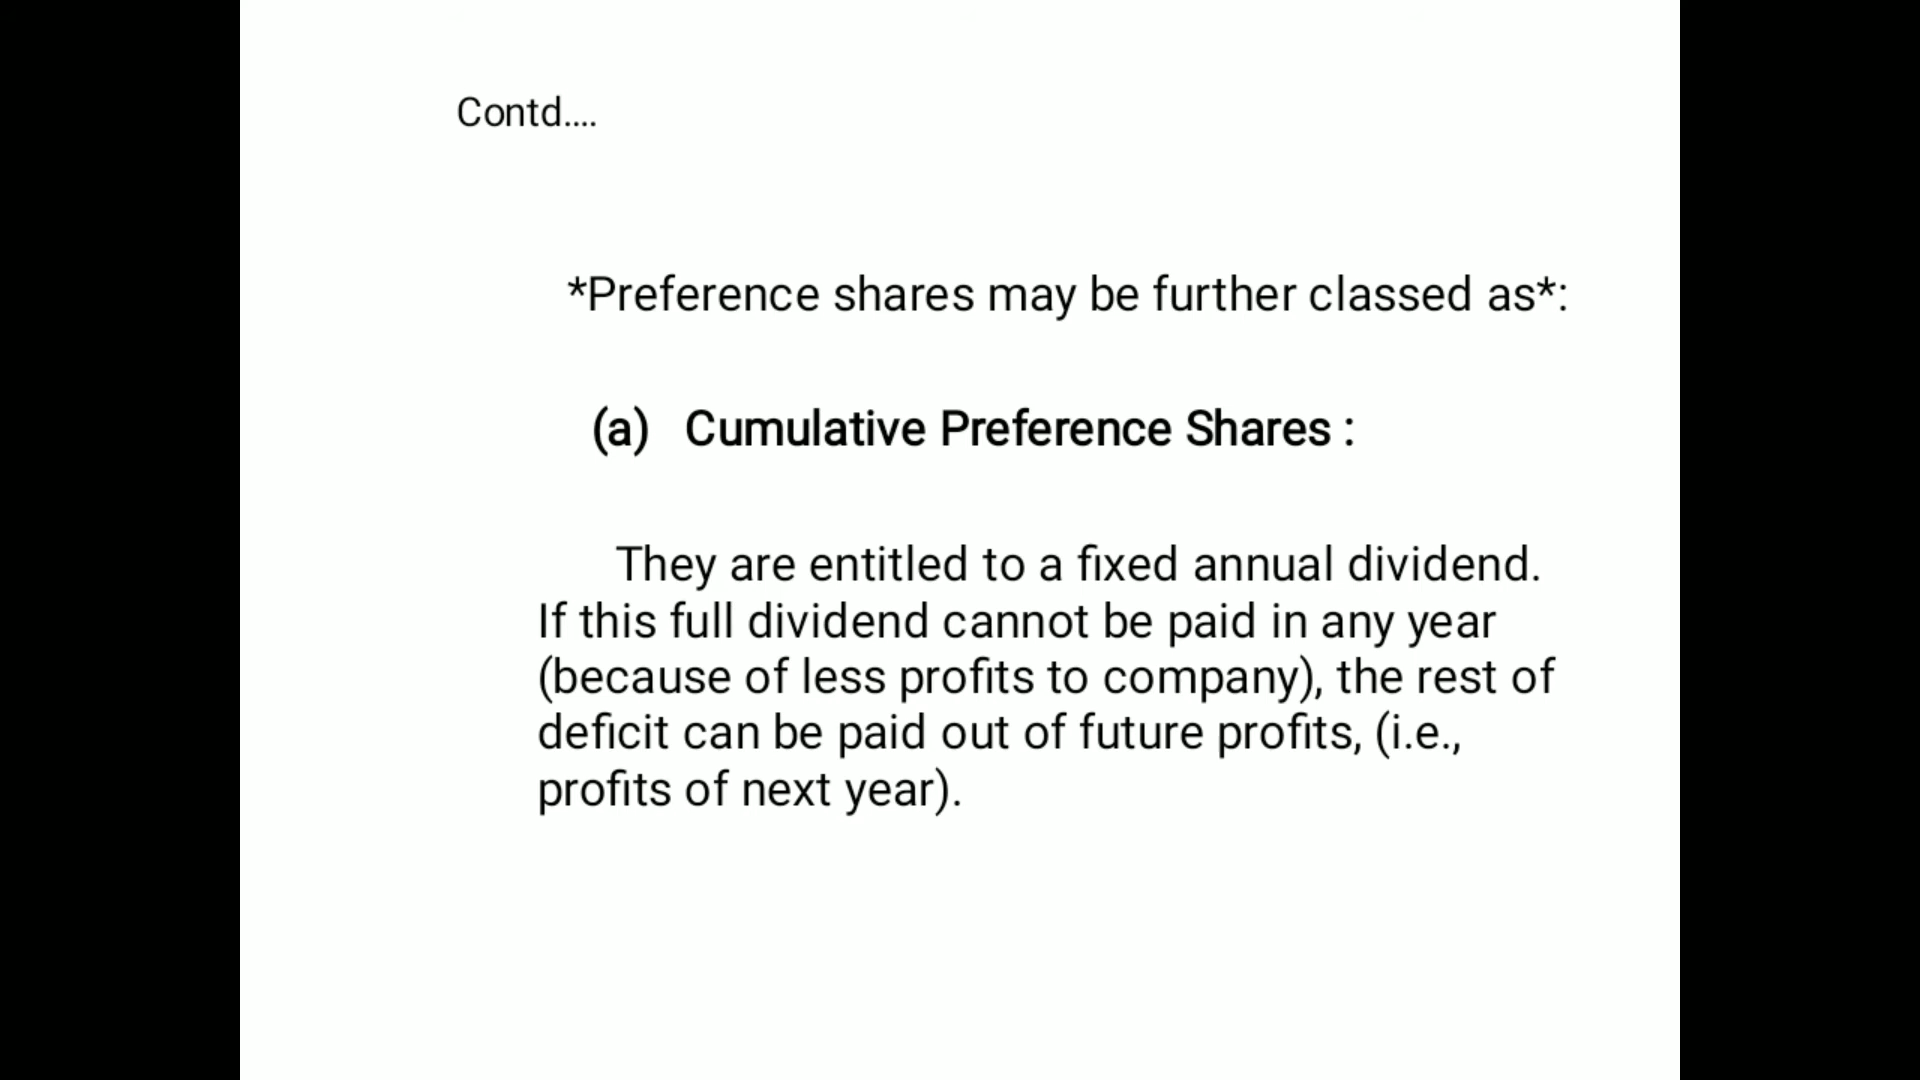 Contd....
*Preference shares may be further classed as*:
(a) Cumulative Preference Shares :
They are entitled to a fixed annual dividend.
If this full dividend cannot be paid in any year
(because of less profits to company), the rest of
deficit can be paid out of future profits, (i.e.,
profits of next year).